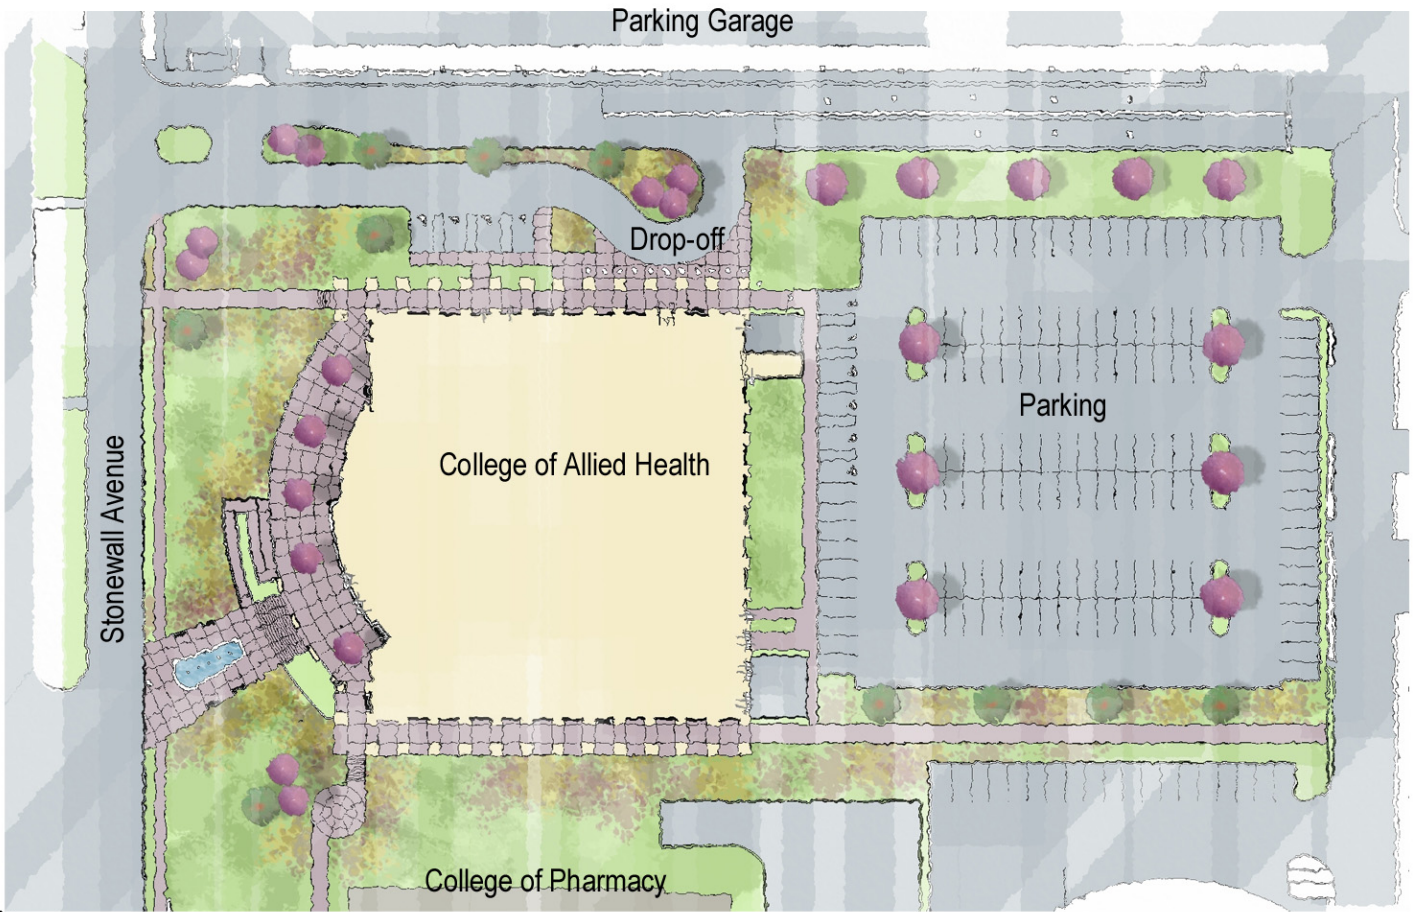 Parking Garage
Drop-off
Parking
College of Allied Health
Stonewall Avenue
College of Pharmacy